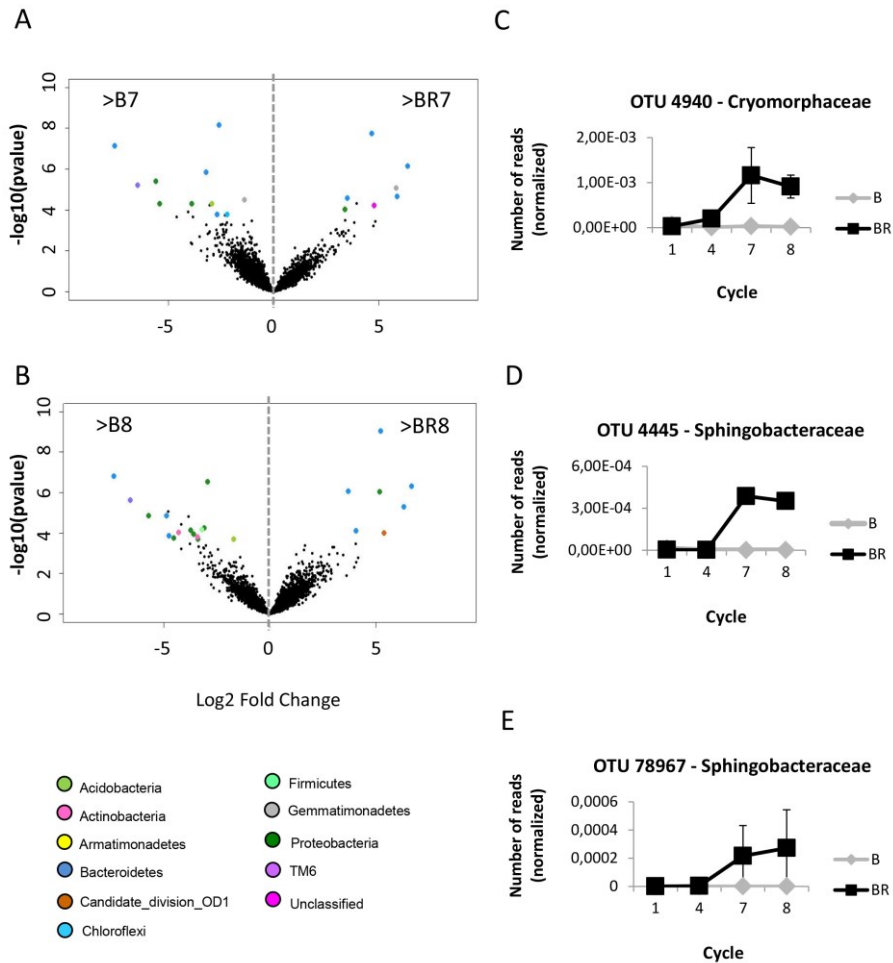 A
>B7
>BR7
-log10(pvalue)
10
8
6
4
2
0
-5
0
5
B
>B8
>BR8
-log10(pvalue)
10
8
6
4
2
0
-5
0
5
Log2 Fold Change
Acidobacteria
Actinobacteria
Armatimonadetes
Bacteroidetes
Candidate_division_OD1
Chloroflexi
Firmicutes
Gemmatimonadetes
Proteobacteria
TM6
Unclassified
C
OTU 4940 - Cryomorphaceae
Number of reads
(normalized)
2,00E-03
1,00E-03
0,00E+00
1 4 7 8
Cycle
B
BR
D
OTU 4445 - Sphingobacteraceae
Number of reads
(normalized)
6,00E-04
3,00E-04
0,00E+00
1 4 7 8
Cycle
B
BR
E
OTU 78967 - Sphingobacteraceae
Number of reads
(normalized)
0,0006
0,0004
0,0002
0
1 4 7 8
Cycle
B
BR